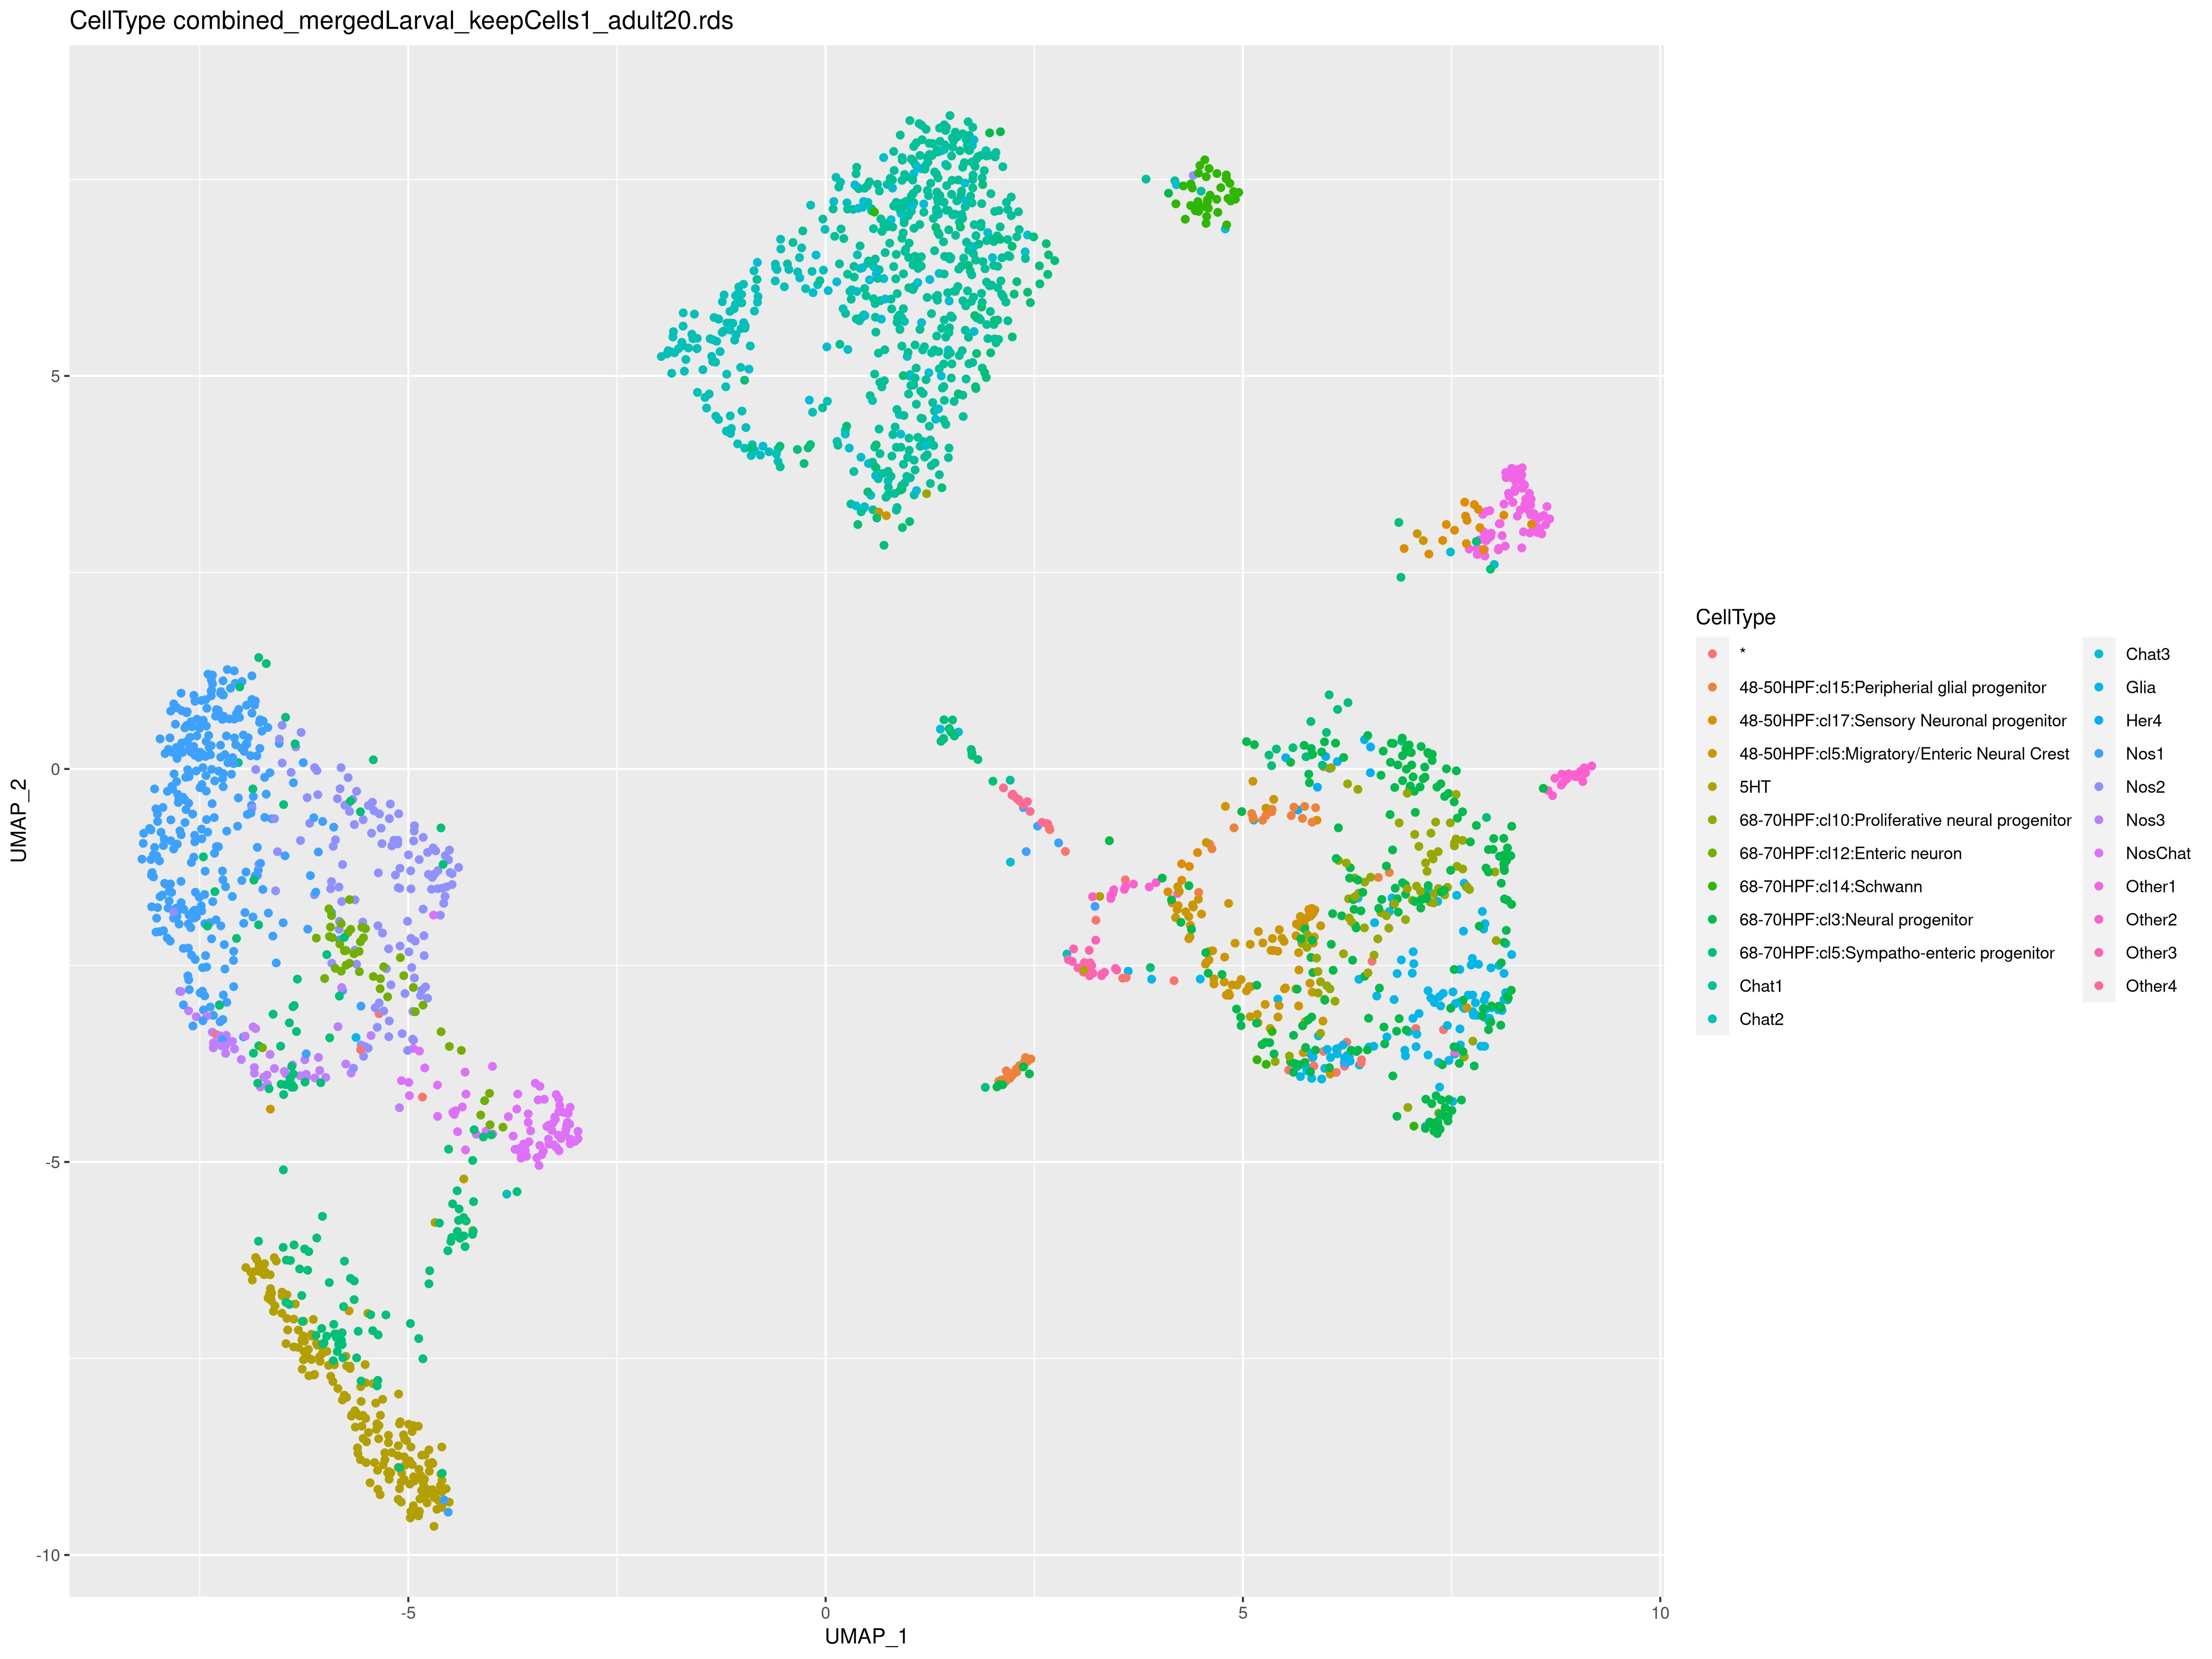 CellType combined_mergedLarval_keepCells1_adult20.rds
5
0
-5
-10
UMAP_2
-5
0
5
10
UMAP_1
CellType
*
48-50HPF:cl15:Peripherial glial progenitor
48-50HPF:cl17:Sensory Neuronal progenitor
48-50HPF:cl5:Migratory/Enteric Neural Crest
5HT
68-70HPF:cl10:Proliferative neural progenitor
68-70HPF:cl12:Enteric neuron
68-70HPF:cl14:Schwann
68-70HPF:cl3:Neural progenitor
68-70HPF:cl5:Sympatho-enteric progenitor
Chat1
Chat2
Chat3
Glia
Her4
Nos1
Nos2
Nos3
NosChat
Other1
Other2
Other3
Other4